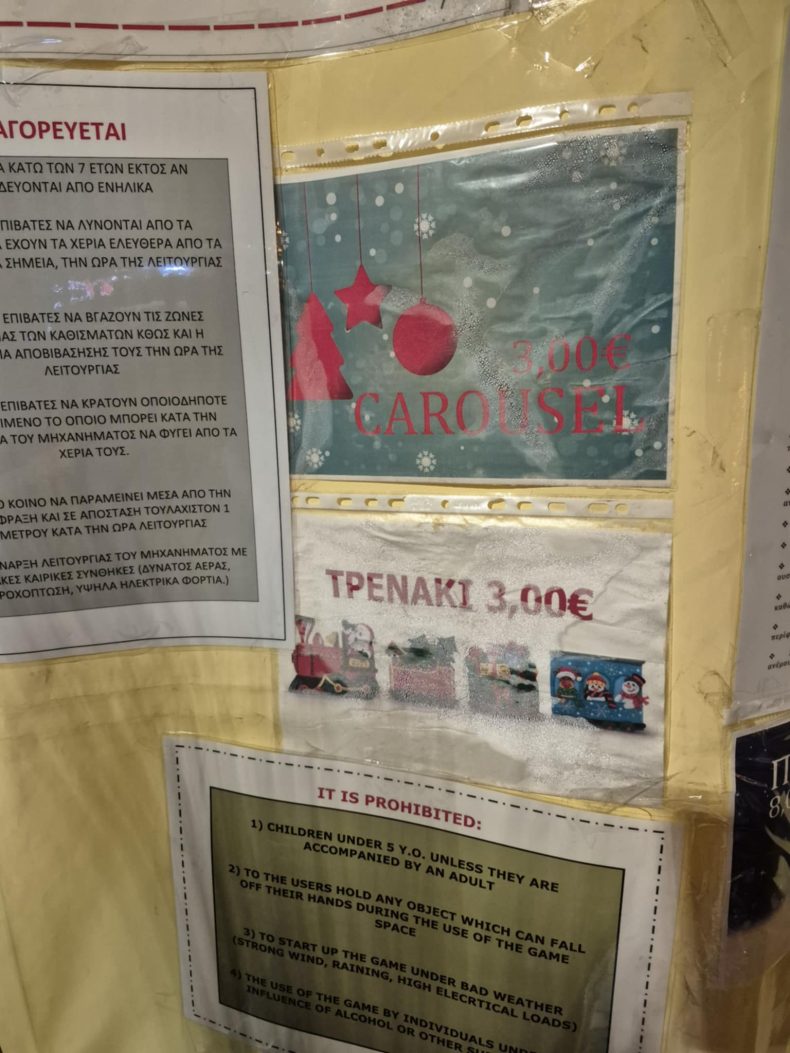 ΑΓΟΡΕΥΕΤΑΙ
ΚΑΤΩ ΤΩΝ 7 ΕΤΩΝ ΕΚΤΟΣ ΑΝ
ΔΕΥΟΝΤΑΙ ΑΠΟ ΕΝΗΛΙΚΑ
ΠΙΒΑΤΕΣ ΝΑ ΛΥΝΟΝΤΑΙ ΑΠΟ ΤΑ
ΕΧΟΥΝ ΤΑ ΧΕΡΙΑ ΕΛΕΥΘΕΡΑ ΑΠΟ ΤΑ
ΣΗΜΕΙΑ, ΤΗΝ ΩΡΑ ΤΗΣ ΛΕΙΤΟΥΡΓΙΑΣ
ΕΠΙΒΑΤΕΣ ΝΑ ΒΓΑΖΟΥΝ ΤΙΣ ΖΩΝΕΣ
ΑΣ ΤΩΝ ΚΑΘΙΣΜΑΤΩΝ ΚΘΩΣ ΚΑΙ Η
ΙΑ ΑΠΟΒΙΒΑΣΗΣΗΣ ΤΟΥΣ ΤΗΝ ΩΡΑ ΤΗΣ
ΛΕΙΤΟΥΡΓΙΑΣ
ΕΠΙΒΑΤΕΣ ΝΑ ΚΡΑΤΟΥΝ ΟΠΟΙΟΔΗΠΟΤΕ
ΙΜΕΝΟ ΤΟ ΟΠΟΙΟ ΜΠΟΡΕΙ ΚΑΤΑ ΤΗΝ
Α ΤΟΥ ΜΗΧΑΝΗΜΑΤΟΣ ΝΑ ΦΥΓΕΙ ΑΠΟ ΤΑ
ΧΕΡΙΑ ΤΟΥΣ.
Ο ΚΟΙΝΟ ΝΑ ΠΑΡΑΜΕΙΝΕΙ ΜΕΣΑ ΑΠΟ ΤΗΝ
ΦΡΑΞΗ ΚΑΙ ΣΕ ΑΠΟΣΤΑΣΗ ΤΟΥΛΑΧΙΣΤΟΝ 1
ΜΕΤΡΟΥ ΚΑΤΑ ΤΗΝ ΩΡΑ ΛΕΙΤΟΥΡΓΙΑΣ
ΝΑΡΞΗ ΛΕΙΤΟΥΡΓΙΑΣ ΤΟΥ ΜΗΧΑΝΗΜΑΤΟΣ ΜΕ
ΑΚΕΣ ΚΑΙΡΙΚΕΣ ΣΥΝΘΗΚΕΣ (ΔΥΝΑΤΟΣ ΑΕΡΑΣ,
ΡΟΧΟΠΤΩΣΗ, ΥΨΗΛΑ ΗΛΕΚΤΡΙΚΑ ΦΟΡΤΙΑ.)
3,00€
CAROUSEL
ΤΡΕΝΑΚΙ 3,00€
IT IS PROHIBITED:
1) CHILDREN UNDER 5 Y.O. UNLESS THEY ARE
ACCOMPANIED BY AN ADULT
2) TO THE USERS HOLD ANY OBJECT WHICH CAN FALL
OFF THEIR HANDS DURING THE USE OF THE GAME
SPACE
3) TO START UP THE GAME UNDER BAD WEATHER
(STRONG WIND, RAINING, HIGH ELECRTICAL LOADS)
4) THE USE OF THE GAME BY INDIVIDUALS UNDE
INFLUENCE OF ALCOHOL OR OTHER SU